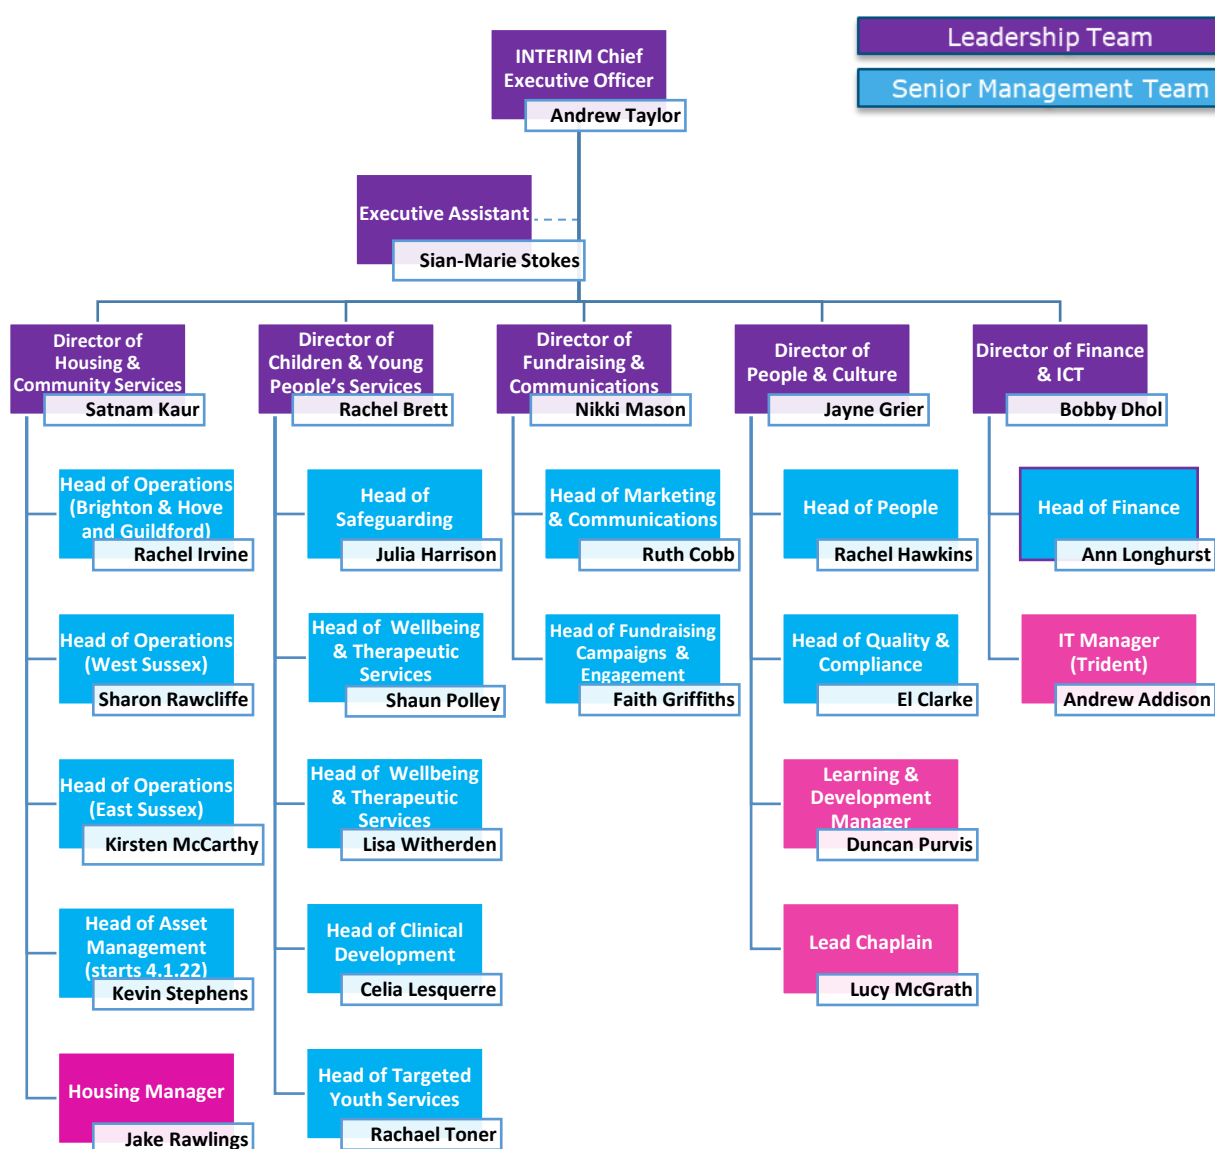 Leadership Team
Senior Management Team
INTERIM Chief
Executive Officer
Andrew Taylor
Executive Assistant
Sian-Marie Stokes
Director of
Housing &
Community Services
Satnam Kaur
Director of
Children & Young
People's Services
Rachel Brett
Director of
Fundraising &
Communications
Nikki Mason
Director of
People & Culture
Jayne Grier
Director of Finance
& ICT
Bobby Dhol
Head of Operations
(Brighton & Hove
and Guildford)
Rachel Irvine
Head of
Safeguarding
Julia Harrison
Head of Marketing
& Communications
Ruth Cobb
Head of People
Rachel Hawkins
Head of Finance
Ann Longhurst
Head of Operations
(West Sussex)
Sharon Rawcliffe
Head of  Wellbeing
& Therapeutic
Services
Shaun Polley
Head of Fundraising
Campaigns  &
Engagement
Faith Griffiths
Head of Quality &
Compliance
El Clarke
IT Manager
(Trident)
Andrew Addison
Head of Operations
(East Sussex)
Kirsten McCarthy
Head of  Wellbeing
& Therapeutic
Services
Lisa Witherden
Learning &
Development
Manager
Duncan Purvis
Head of Asset
Management
(starts 4.1.22)
Kevin Stephens
Head of Clinical
Development
Celia Lesquerre
Lead Chaplain
Lucy McGrath
Housing Manager
Jake Rawlings
Head of Targeted
Youth Services
Rachael Toner